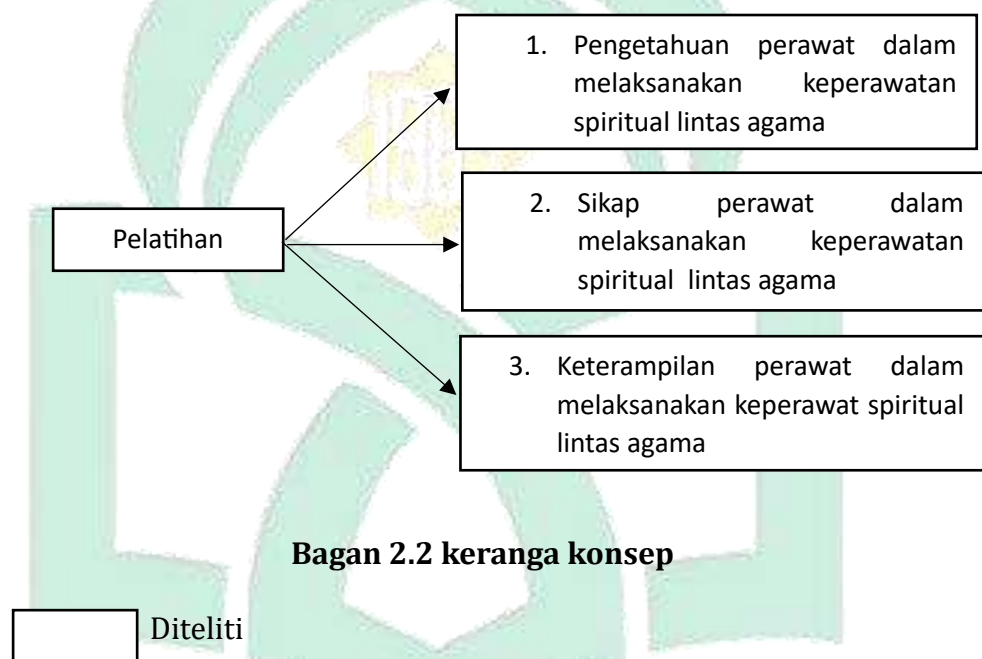 1. Pengetahuan perawat dalam
melaksanakan keperawatan
spiritual lintas agama
Pelatihan
2. Sikap perawat dalam
melaksanakan keperawatan
spiritual lintas agama
3. Keterampilan perawat dalam
melaksanakan keperawat spiritual
lintas agama
Bagan 2.2 keranga konsep
Diteliti